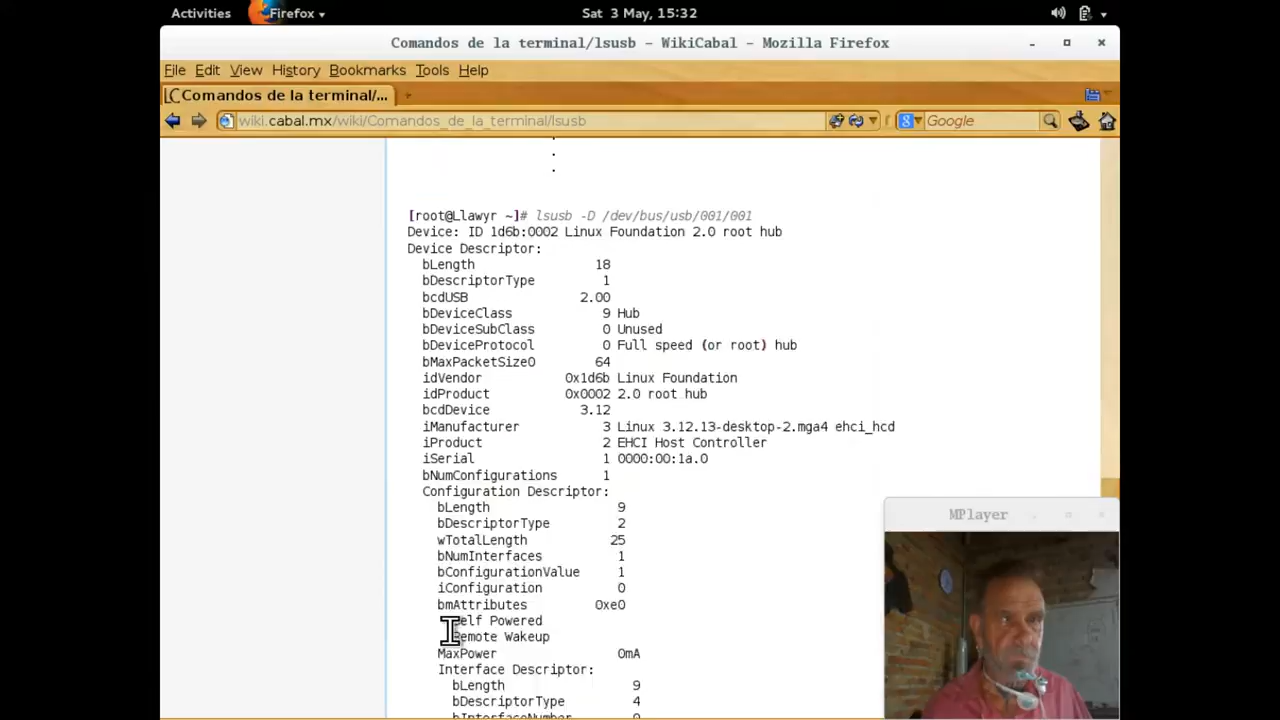 Activities Firefox Sat 3 May, 15:32
Comandos de la terminal/lsusb - WikiCabal - Mozilla Firefox
File Edit View History Bookmarks Tools Help
Comandos de la terminal/...
wiki.cabal.mx/wiki/Comandos_de_la_terminal/lsusb Google
.
.
[root@Llawyr ~]# lsusb -D /dev/bus/usb/001/001
Device: ID 1d6b:0002 Linux Foundation 2.0 root hub
Device Descriptor:
bLength 18
bDescriptorType 1
bcdUSB 2.00
bDeviceClass 9 Hub
bDeviceSubClass 0 Unused
bDeviceProtocol 0 Full speed (or root) hub
bMaxPacketSize0 64
idVendor 0x1d6b Linux Foundation
idProduct 0x0002 2.0 root hub
bcdDevice 3.12
iManufacturer 3 Linux 3.12.13-desktop-2.mga4 ehci_hcd
iProduct 2 EHCI Host Controller
iSerial 1 0000:00:1a.0
bNumConfigurations 1
Configuration Descriptor:
bLength 9
bDescriptorType 2
wTotalLength 25
bNumInterfaces 1
bConfigurationValue 1
iConfiguration 0
bmAttributes 0xe0
Self Powered
Remote Wakeup
MaxPower 0mA
Interface Descriptor:
bLength 9
bDescriptorType 4
bInterfaceNumber 0
MPlayer